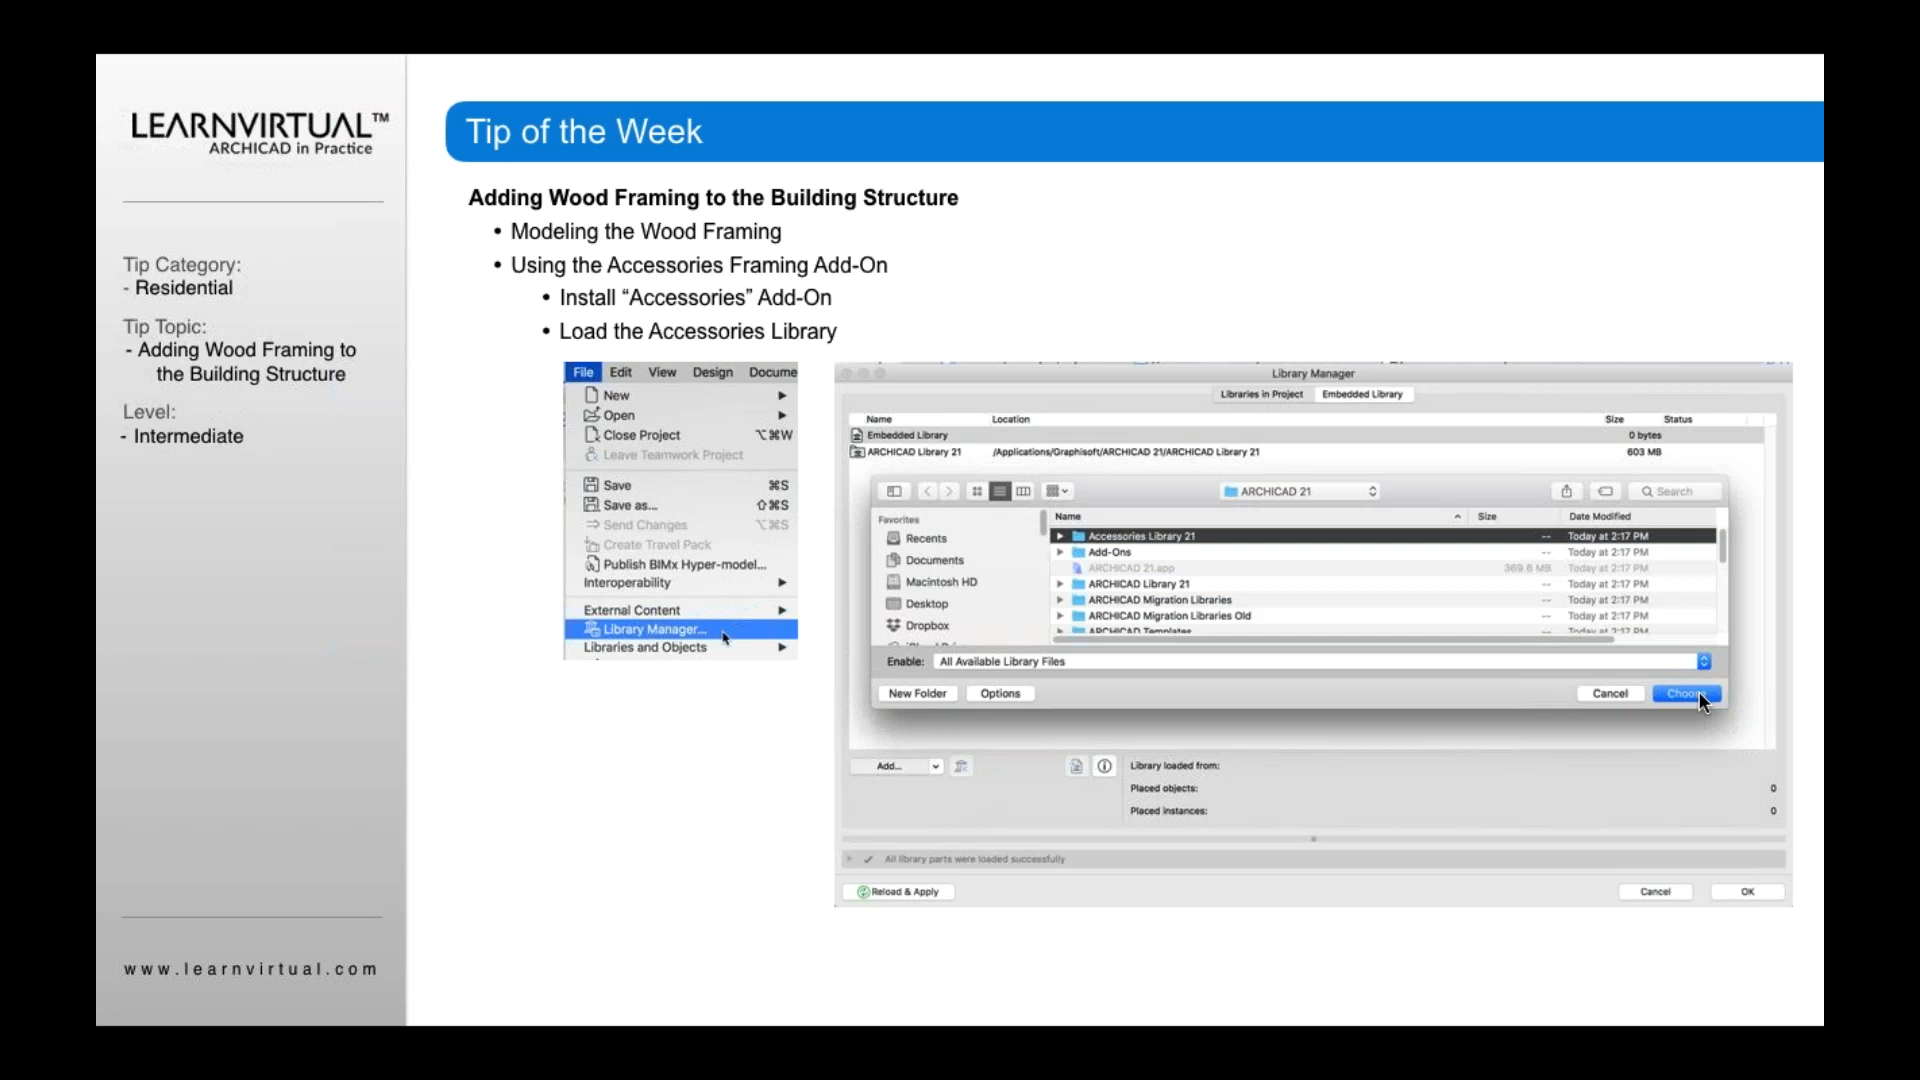 LEARNVIRTUAL™
ARCHICAD in Practice
Tip Category:
- Residential
Tip Topic:
- Adding Wood Framing to
the Building Structure
Level:
- Intermediate
www.learnvirtual.com
Tip of the Week
Adding Wood Framing to the Building Structure
• Modeling the Wood Framing
• Using the Accessories Framing Add-On
• Install “Accessories” Add-On
• Load the Accessories Library
File Edit View Design Docume
New
Open
Close Project ⌥⌘W
Leave Teamwork Project
Save ⌘S
Save as... ⇧⌘S
Send Changes ⌥⌘S
Create Travel Pack
Publish BIMx Hyper-model...
Interoperability
External Content
Library Manager...
Libraries and Objects
Library Manager
Libraries in Project Embedded Library
Name Location Size Status
Embedded Library 0 bytes
ARCHICAD Library 21 /Applications/Graphisoft/ARCHICAD 21/ARCHICAD Library 21 603 MB
ARCHICAD 21 Search
Favorites
Recents
Documents
Macintosh HD
Desktop
Dropbox
Name Size Date Modified
Accessories Library 21 -- Today at 2:17 PM
Add-Ons -- Today at 2:17 PM
ARCHICAD 21.app 369.6 MB Today at 2:17 PM
ARCHICAD Library 21 -- Today at 2:17 PM
ARCHICAD Migration Libraries -- Today at 2:17 PM
ARCHICAD Migration Libraries Old -- Today at 2:17 PM
ARCHICAD Templates -- Today at 2:17 PM
Enable: All Available Library Files
New Folder Options Cancel Choose
Add... Library loaded from:
Placed objects: 0
Placed instances: 0
All library parts were loaded successfully
Reload & Apply Cancel OK